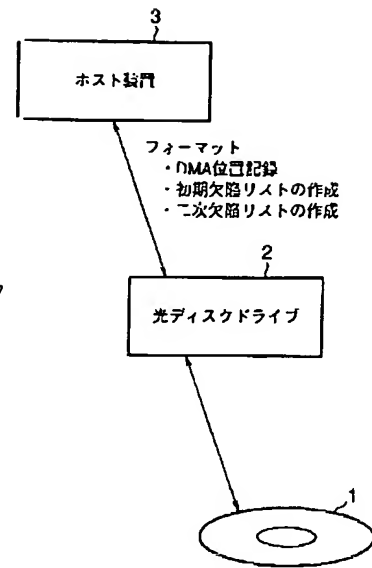 3
ホスト装置
フォーマット
・DMA位置記録
・初期欠陥リストの作成
・二次欠陥リストの作成
2
光ディスクドライブ
1